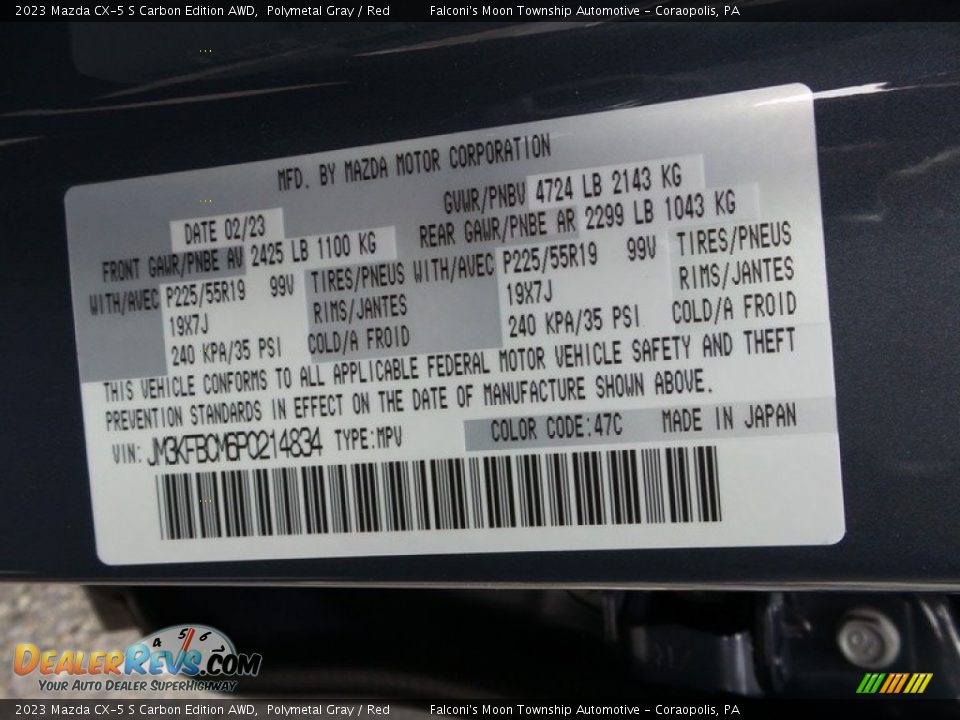 2023 Mazda CX-5 S Carbon Edition AWD,  Polymetal Gray / Red        Falconi's Moon Township Automotive - Coraopolis, PA
MFD. BY MAZDA MOTOR CORPORATION
DATE 02/23 GVWR/PNBV 4724 LB 2143 KG
FRONT GAWR/PNBE AV 2425 LB 1100 KG REAR GAWR/PNBE AR 2299 LB 1043 KG
WITH/AVEC P225/55R19 99V TIRES/PNEUS WITH/AVEC P225/55R19 99V TIRES/PNEUS
19X7J RIMS/JANTES 19X7J RIMS/JANTES
240 KPA/35 PSI COLD/A FROID 240 KPA/35 PSI COLD/A FROID
THIS VEHICLE CONFORMS TO ALL APPLICABLE FEDERAL MOTOR VEHICLE SAFETY AND THEFT
PREVENTION STANDARDS IN EFFECT ON THE DATE OF MANUFACTURE SHOWN ABOVE.
VIN: JM3KFBCM6P0214834 TYPE:MPV COLOR CODE:47C MADE IN JAPAN
4 5 6
DEALERREVS.COM
YOUR AUTO DEALER SUPERHIGHWAY
2023 Mazda CX-5 S Carbon Edition AWD,  Polymetal Gray / Red        Falconi's Moon Township Automotive - Coraopolis, PA